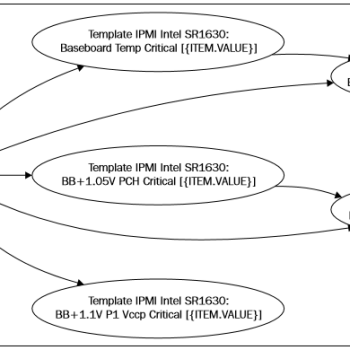 Template IPMI Intel SR1630:
Baseboard Temp Critical [{ITEM.VALUE}]
Template IPMI Intel SR1630:
BB+1.05V PCH Critical [{ITEM.VALUE}]
Template IPMI Intel SR1630:
BB+1.1V P1 Vccp Critical [{ITEM.VALUE}]